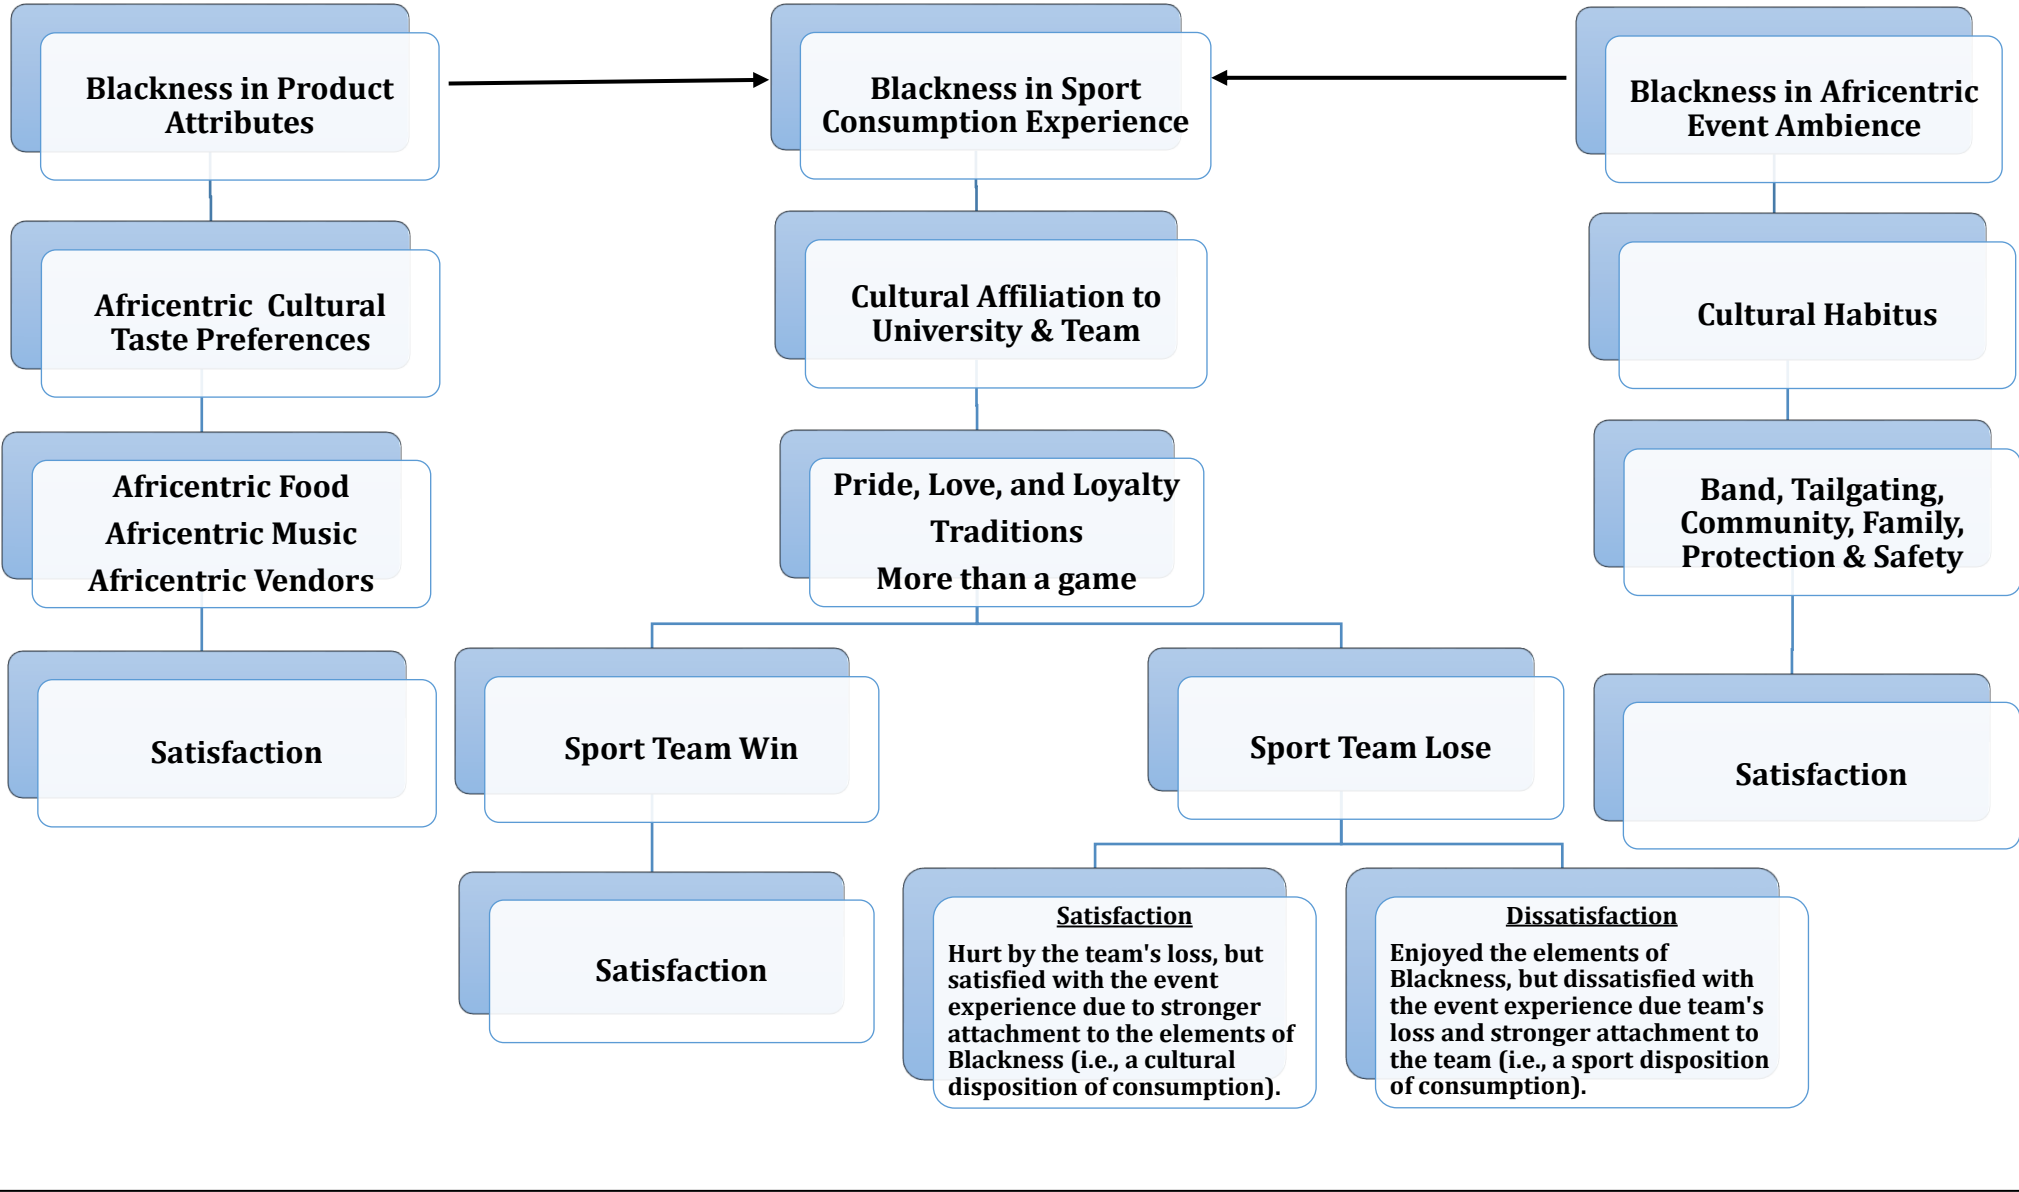 Blackness in Product
Attributes
Blackness in Sport
Consumption Experience
Blackness in Africentric
Event Ambience
Africentric  Cultural
Taste Preferences
Cultural Affiliation to
University & Team
Cultural Habitus
Africentric Food
Africentric Music
Africentric Vendors
Pride, Love, and Loyalty
Traditions
More than a game
Band, Tailgating,
Community, Family,
Protection & Safety
Satisfaction
Sport Team Win
Sport Team Lose
Satisfaction
Satisfaction
Satisfaction
Hurt by the team's loss, but
satisfied with the event
experience due to stronger
attachment to the elements of
Blackness (i.e., a cultural
disposition of consumption).
Dissatisfaction
Enjoyed the elements of
Blackness, but dissatisfied with
the event experience due team's
loss and stronger attachment to
the team (i.e., a sport disposition
of consumption).